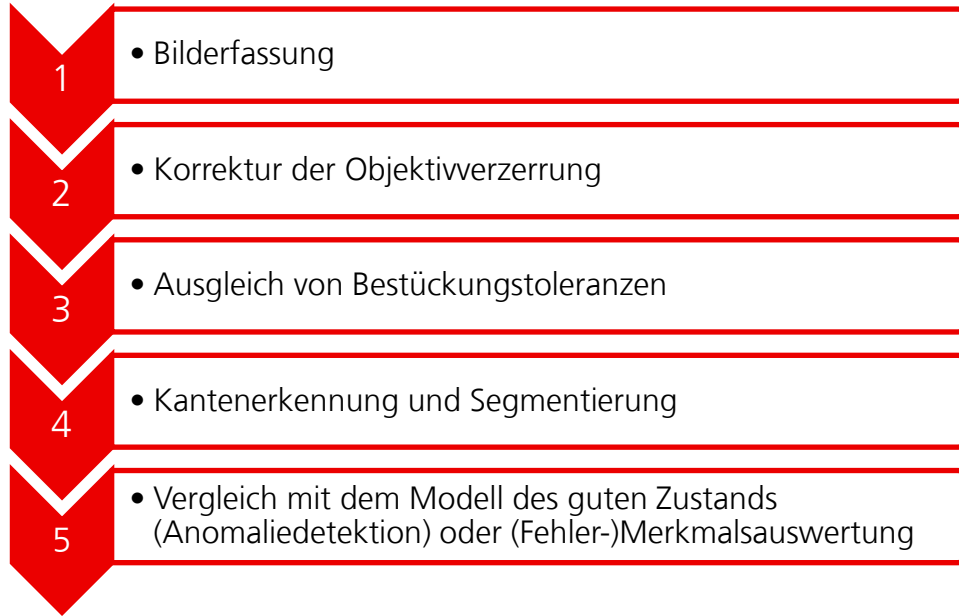 1
• Bilderfassung
2
• Korrektur der Objektivverzerrung
3
• Ausgleich von Bestückungstoleranzen
4
• Kantenerkennung und Segmentierung
5
• Vergleich mit dem Modell des guten Zustands
(Anomaliedetektion) oder (Fehler-)Merkmalsauswertung